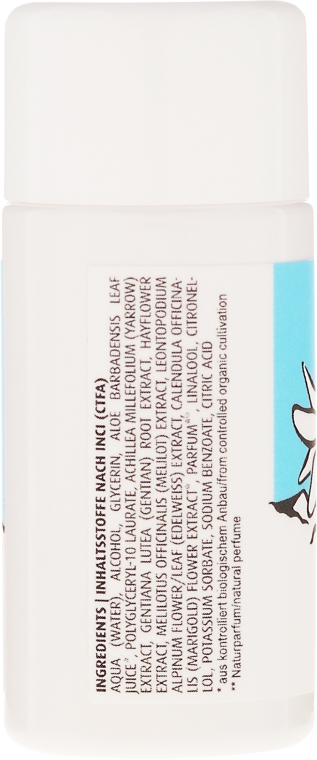 INGREDIENTS | INHALTSSTOFFE NACH INCI (CTFA)
AQUA (WATER), ALCOHOL, GLYCERIN, ALOE BARBADENSIS LEAF
JUICE*, POLYGLYCERYL-10 LAURATE, ACHILLEA MILLEFOLIUM (YARROW)
EXTRACT, GENTIANA LUTEA (GENTIAN) ROOT EXTRACT, HAYFLOWER
EXTRACT, MELILOTUS OFFICINALIS (MELILOT) EXTRACT, LEONTOPODIUM
ALPINUM FLOWER/LEAF (EDELWEISS) EXTRACT, CALENDULA OFFICINA-
LIS (MARIGOLD) FLOWER EXTRACT*, PARFUM**, LINALOOL, CITRONEL-
LOL, POTASSIUM SORBATE, SODIUM BENZOATE, CITRIC ACID
* aus kontrolliert biologischem Anbau/from controlled organic cultivation
** Naturparfum/natural perfume